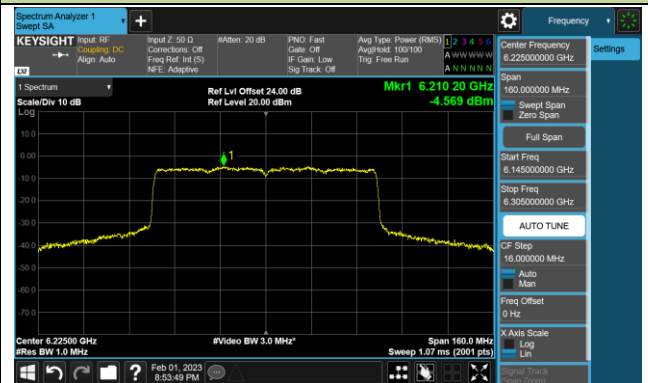 Spectrum Analyzer 1
Swept SA
Frequency
KEYSIGHT
Input: RF
Coupling: DC
Align: Auto
Input Z: 50 Ω
Corrections: Off
Freq Ref: Int (S)
NFE: Adaptive
#Atten: 20 dB
PNO: Fast
Gate: Off
IF Gain: Low
Sig Track: Off
Avg Type: Power (RMS)
Avg|Hold: 100/100
Trig: Free Run
1 2 3 4 5 6
A W W W W W
A N N N N N
LXI
1 Spectrum
Scale/Div 10 dB
Log
Ref Lvl Offset 24.00 dB
Ref Level 20.00 dBm
Mkr1 6.210 20 GHz
-4.569 dBm
10.0
0.00
-10.0
-20.0
-30.0
-40.0
-50.0
-60.0
-70.0
1
Center 6.22500 GHz
#Res BW 1.0 MHz
#Video BW 3.0 MHz*
Span 160.0 MHz
Sweep 1.07 ms (2001 pts)
Center Frequency
6.22500000 GHz
Settings
Span
160.000000 MHz
Swept Span
Zero Span
Full Span
Start Freq
6.145000000 GHz
Stop Freq
6.305000000 GHz
AUTO TUNE
CF Step
16.000000 MHz
Auto
Man
Freq Offset
0 Hz
X Axis Scale
Log
Lin
Signal Track
Feb 01, 2023
8:53:49 PM